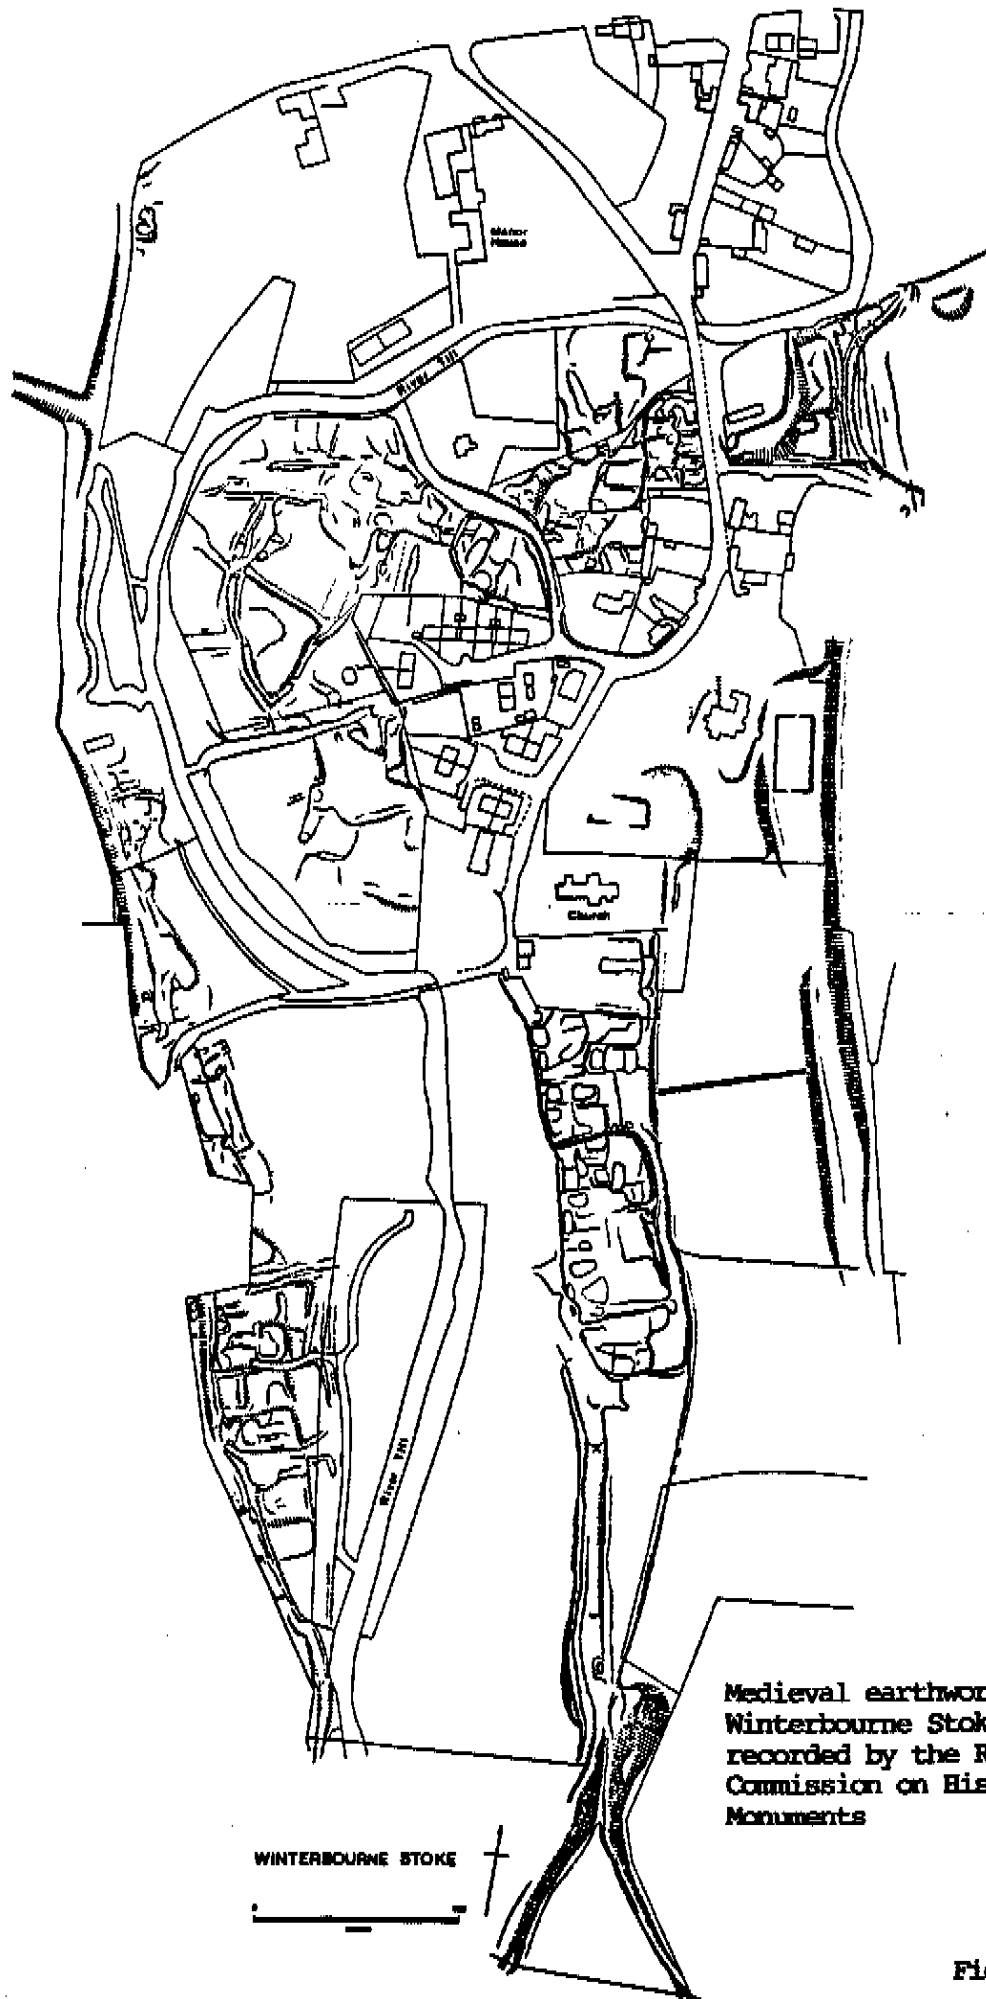 Manor
House
River Till
Church
River Till
Medieval earthwor
Winterbourne Stok
recorded by the R
Commission on His
Monuments
WINTERBOURNE STOKE
Fi